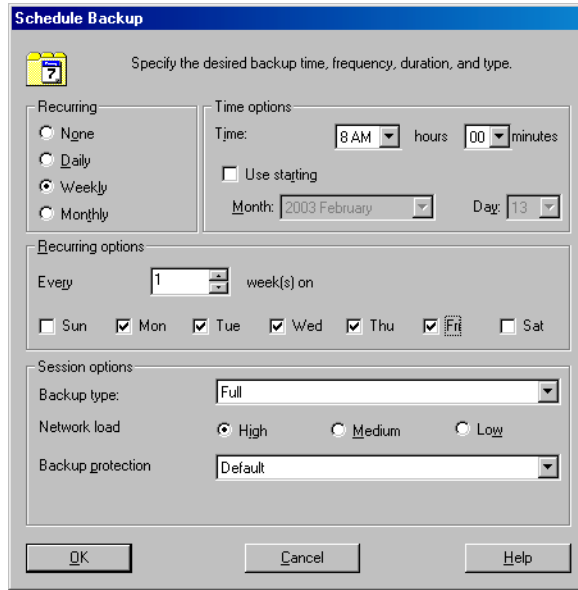 Schedule Backup
7
Specify the desired backup time, frequency, duration, and type.
Recurring
None
Daily
Weekly
Monthly
Time options
Time: 8 AM hours 00 minutes
Use starting
Month: 2003 February Day: 13
Recurring options
Every 1 week(s) on
Sun Mon Tue Wed Thu Fri Sat
Session options
Backup type: Full
Network load High Medium Low
Backup protection Default
OK Cancel Help